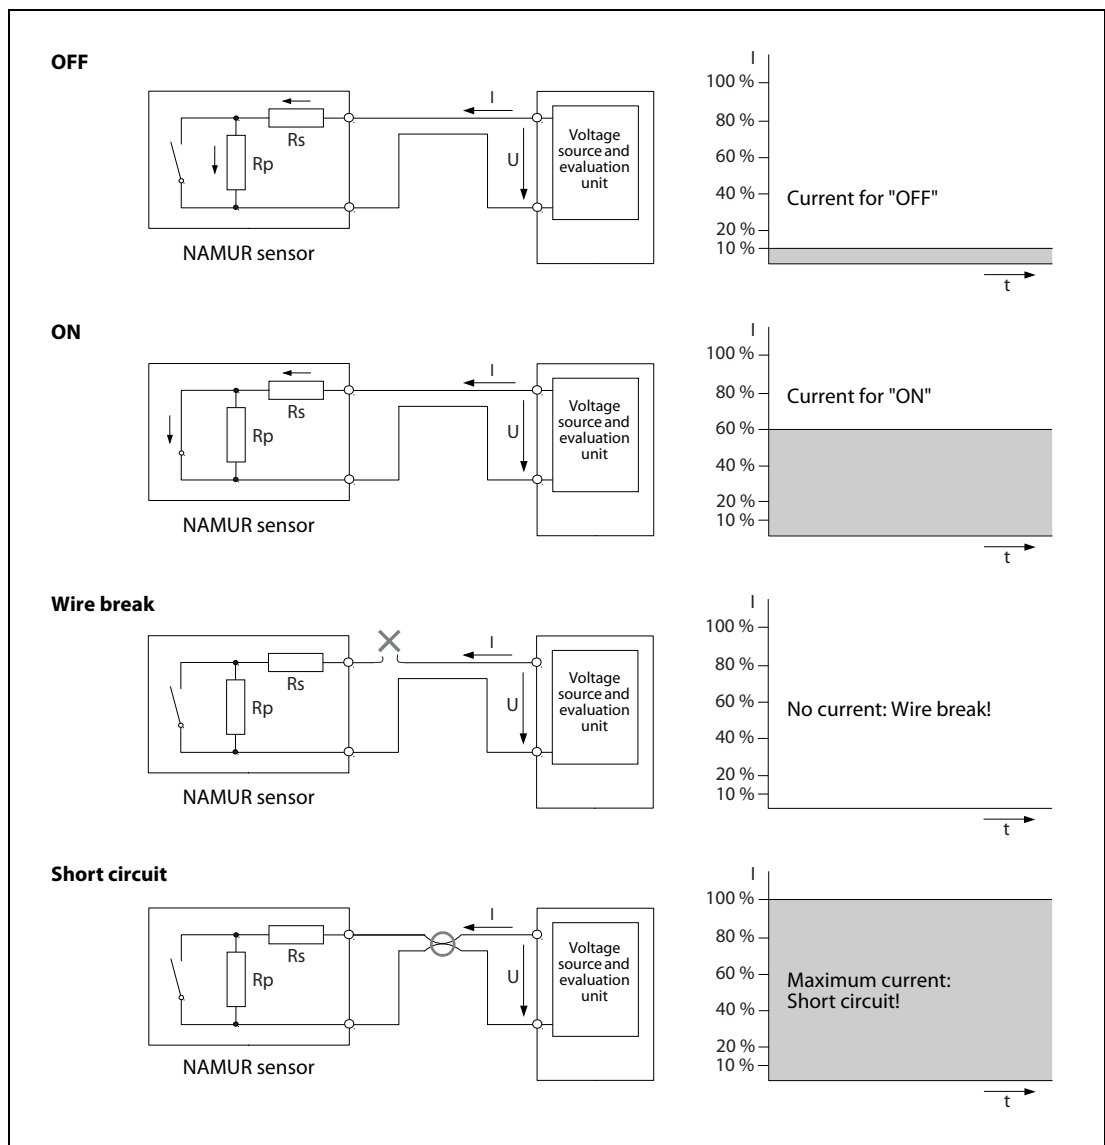 OFF
I
Rs
Rp
U
Voltage
source and
evaluation
unit
NAMUR sensor
I
100 %
80 %
60 %
40 %
20 %
10 %
Current for "OFF"
t
ON
I
Rs
Rp
U
Voltage
source and
evaluation
unit
NAMUR sensor
I
100 %
80 %
60 %
40 %
20 %
10 %
Current for "ON"
t
Wire break
I
Rs
Rp
U
Voltage
source and
evaluation
unit
NAMUR sensor
I
100 %
80 %
60 %
40 %
20 %
10 %
No current: Wire break!
t
Short circuit
I
Rs
Rp
U
Voltage
source and
evaluation
unit
NAMUR sensor
I
100 %
80 %
60 %
40 %
20 %
10 %
Maximum current:
Short circuit!
t